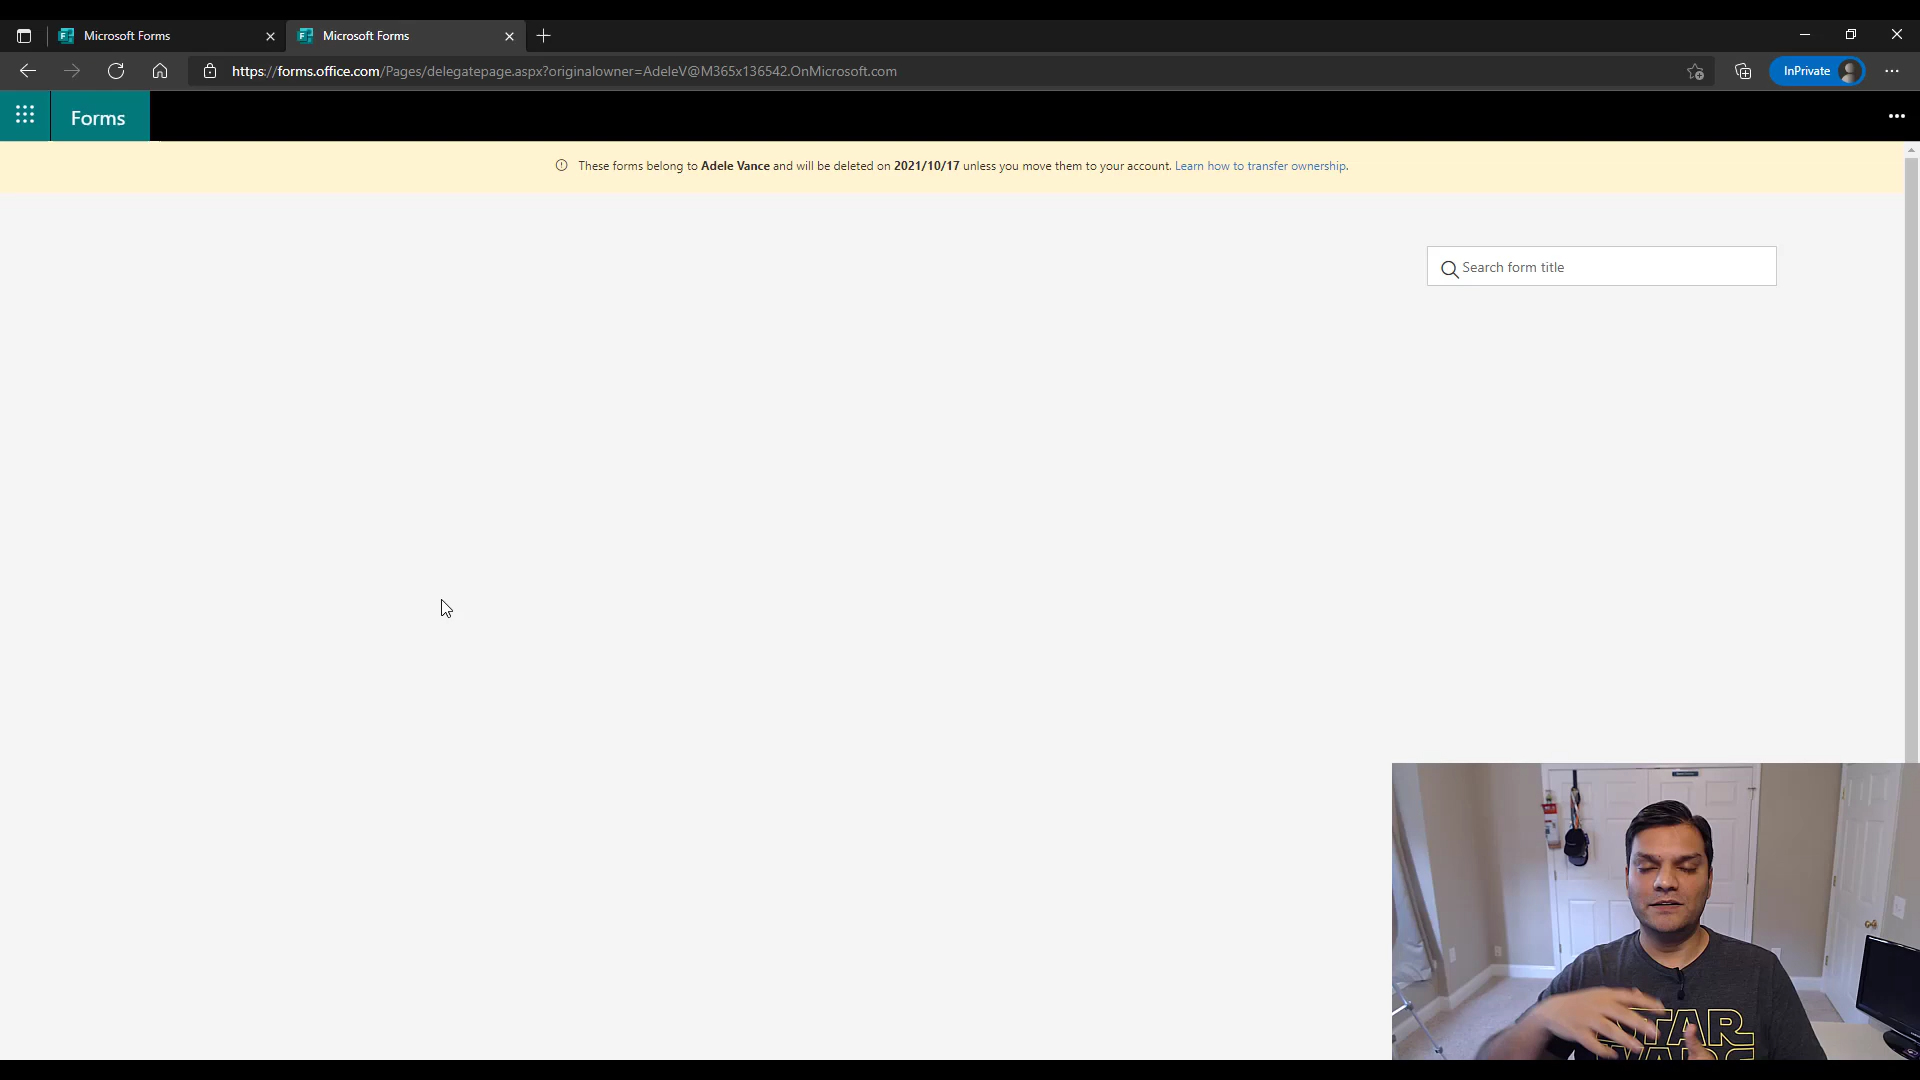 Microsoft Forms
Microsoft Forms
https://forms.office.com/Pages/delegatepage.aspx?originalowner=AdeleV@M365x136542.OnMicrosoft.com
InPrivate
Forms
These forms belong to Adele Vance and will be deleted on 2021/10/17 unless you move them to your account. Learn how to transfer ownership.
Search form title
STAR
WARS